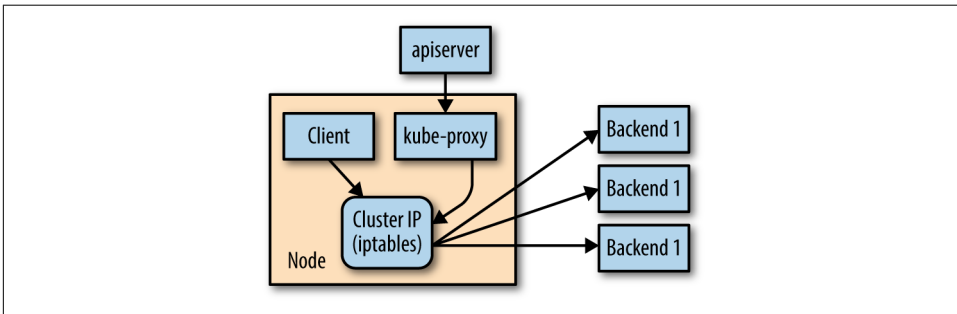 apiserver
Client
kube-proxy
Backend 1
Backend 1
Cluster IP
(iptables)
Backend 1
Node